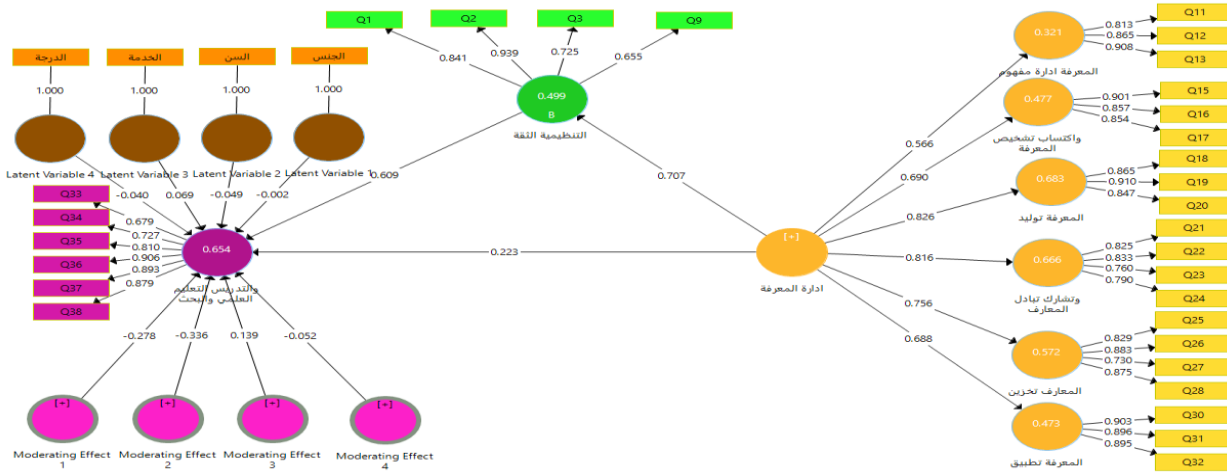 Q1
Q2
Q3
Q9
0.841
0.939
0.725
0.655
0.499
B
التنظيمية الثقة
الدرجة
الخدمة
السن
الجنس
1.000
1.000
1.000
1.000
Latent Variable 4
Latent Variable 3
Latent Variable 2
Latent Variable 1
-0.040
0.069
-0.049
-0.002
0.609
0.707
0.223
Q33
Q34
Q35
Q36
Q37
Q38
0.679
0.727
0.810
0.906
0.893
0.879
0.654
والتدريس التعليم
العلمي والبحث
-0.278
-0.336
0.139
-0.052
[+]
[+]
[+]
[+]
Moderating Effect
1
Moderating Effect
2
Moderating Effect
3
Moderating Effect
4
[+]
ادارة المعرفة
0.566
0.690
0.826
0.816
0.756
0.688
0.321
المعرفة ادارة مفهوم
0.813
0.865
0.908
Q11
Q12
Q13
0.477
واكتساب تشخيص
المعرفة
0.901
0.857
0.854
Q15
Q16
Q17
0.683
المعرفة توليد
0.865
0.910
0.847
Q18
Q19
Q20
0.666
وتشارك تبادل
المعارف
0.825
0.833
0.760
0.790
Q21
Q22
Q23
Q24
0.572
المعارف تخزين
0.829
0.883
0.730
0.875
Q25
Q26
Q27
Q28
0.473
المعرفة تطبيق
0.903
0.896
0.895
Q30
Q31
Q32